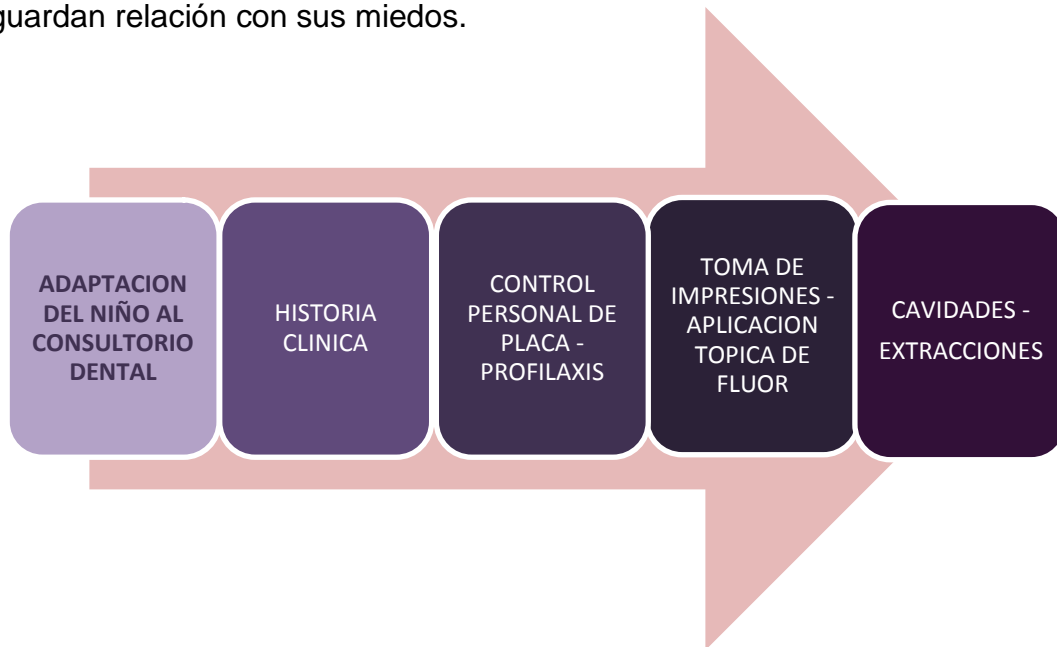 guardan relación con sus miedos.
ADAPTACION
DEL NIÑO AL
CONSULTORIO
DENTAL
HISTORIA
CLINICA
CONTROL
PERSONAL DE
PLACA -
PROFILAXIS
TOMA DE
IMPRESIONES -
APLICACION
TOPICA DE
FLUOR
CAVIDADES -
EXTRACCIONES